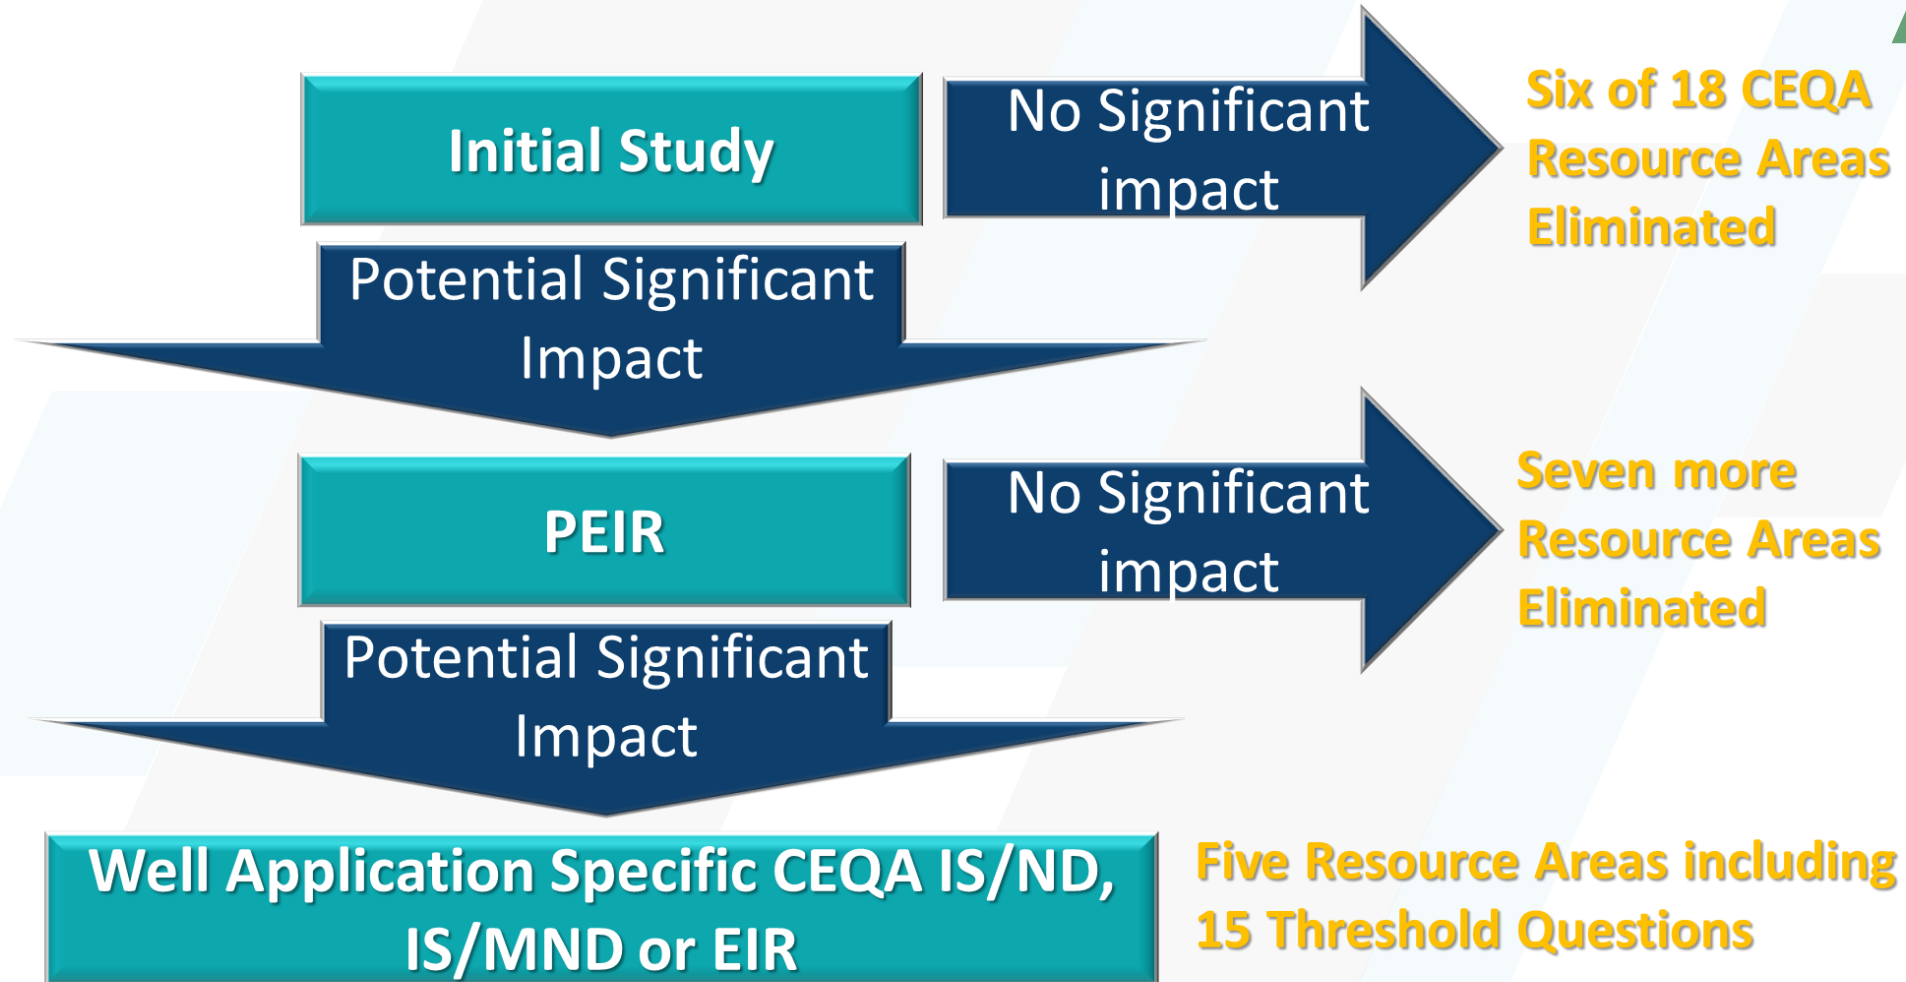 Initial Study
No Significant
impact
Six of 18 CEQA
Resource Areas
Eliminated
Potential Significant
Impact
PEIR
No Significant
impact
Seven more
Resource Areas
Eliminated
Potential Significant
Impact
Well Application Specific CEQA IS/ND,
IS/MND or EIR
Five Resource Areas including
15 Threshold Questions